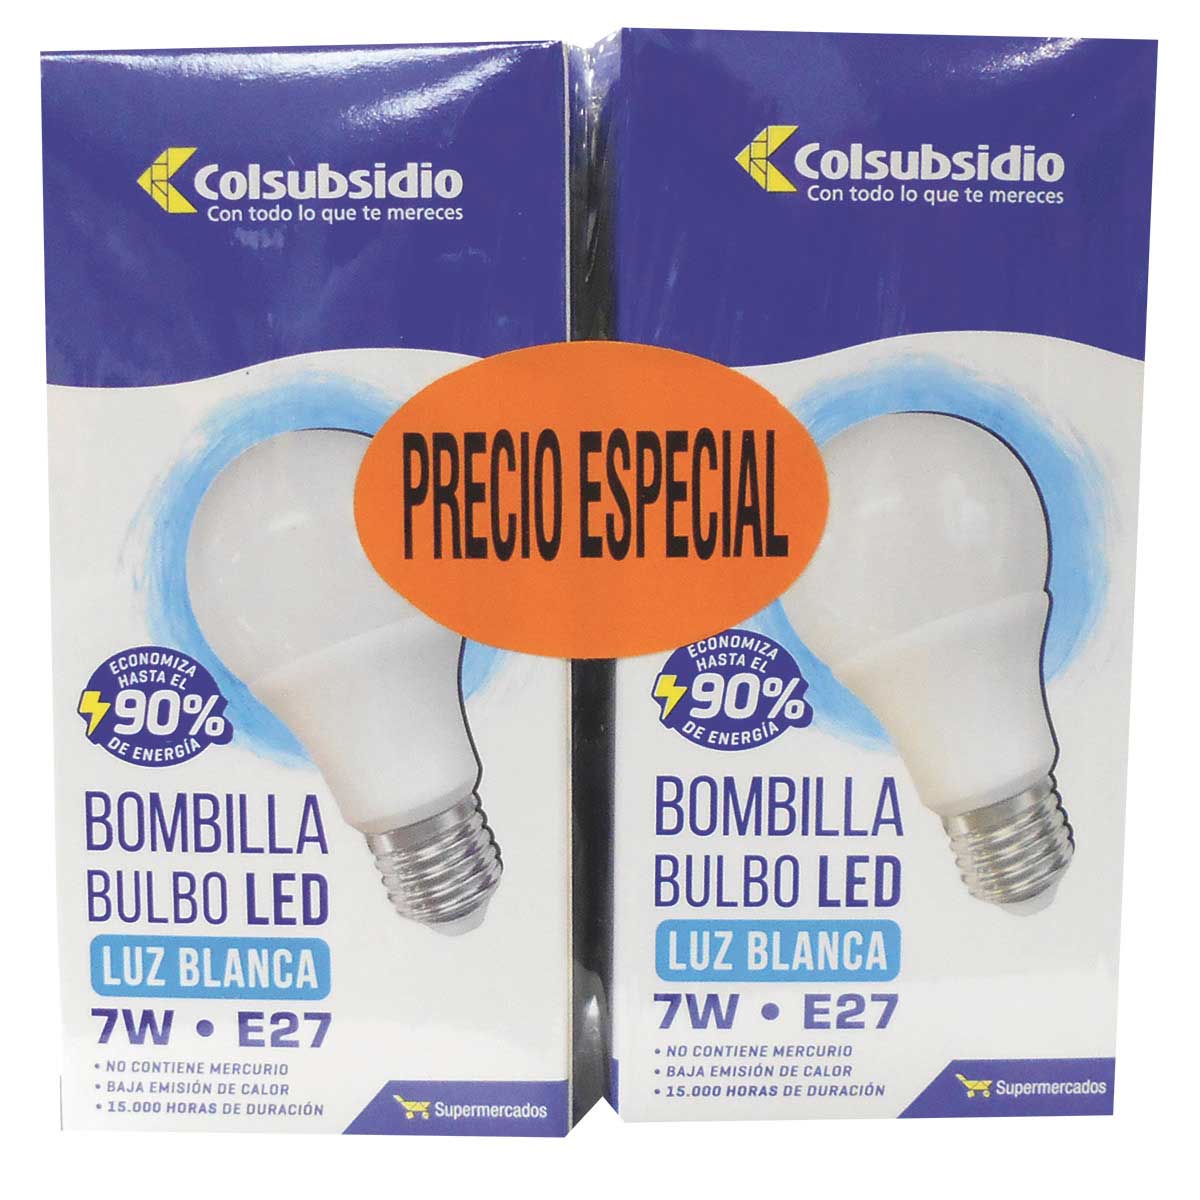 Colsubsidio
Con todo lo que te mereces
ECONOMIZA
HASTA EL
90%
DE ENERGÍA
BOMBILLA
BULBO LED
LUZ BLANCA
7W • E27
• NO CONTIENE MERCURIO
• BAJA EMISIÓN DE CALOR
• 15.000 HORAS DE DURACIÓN
Supermercados
PRECIO ESPECIAL
Colsubsidio
Con todo lo que te mereces
ECONOMIZA
HASTA EL
90%
DE ENERGÍA
BOMBILLA
BULBO LED
LUZ BLANCA
7W • E27
• NO CONTIENE MERCURIO
• BAJA EMISIÓN DE CALOR
• 15.000 HORAS DE DURACIÓN
Supermercados